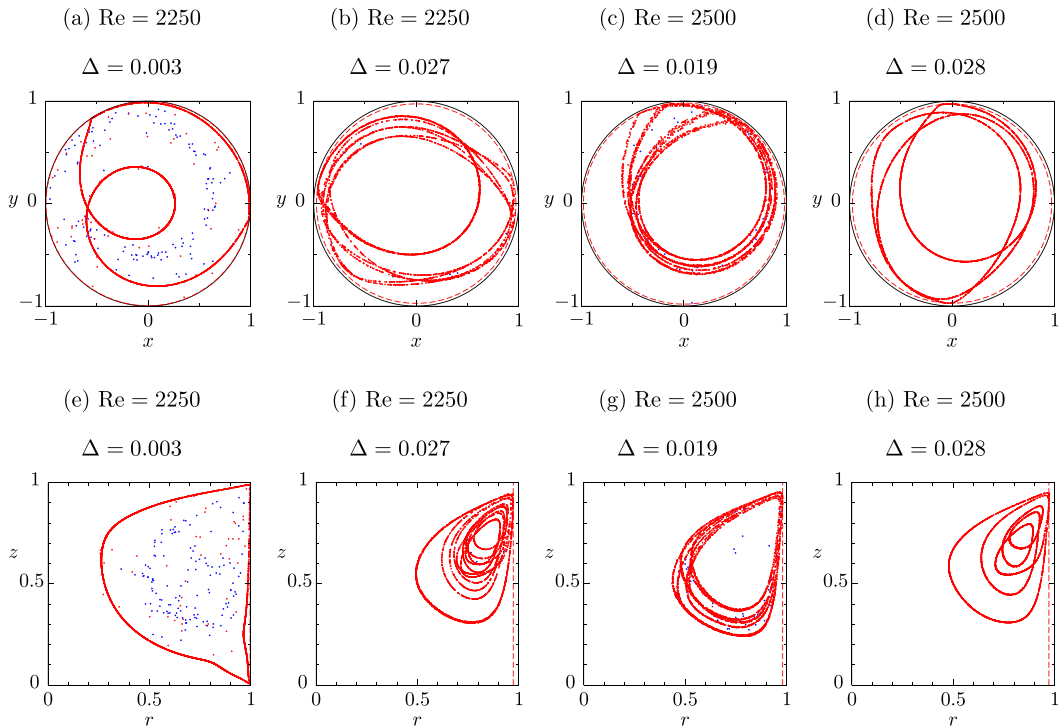 (a) Re = 2250
(b) Re = 2250
(c) Re = 2500
(d) Re = 2500
Δ = 0.003
Δ = 0.027
Δ = 0.019
Δ = 0.028
1
y 0
−1
−1 0 1
x
1
y 0
−1
−1 0 1
x
1
y 0
−1
−1 0 1
x
1
y 0
−1
−1 0 1
x
(e) Re = 2250
(f) Re = 2250
(g) Re = 2500
(h) Re = 2500
Δ = 0.003
Δ = 0.027
Δ = 0.019
Δ = 0.028
1
z
0.5
0
0 0.5 1
r
1
z
0.5
0
0 0.5 1
r
1
z
0.5
0
0 0.5 1
r
1
z
0.5
0
0 0.5 1
r